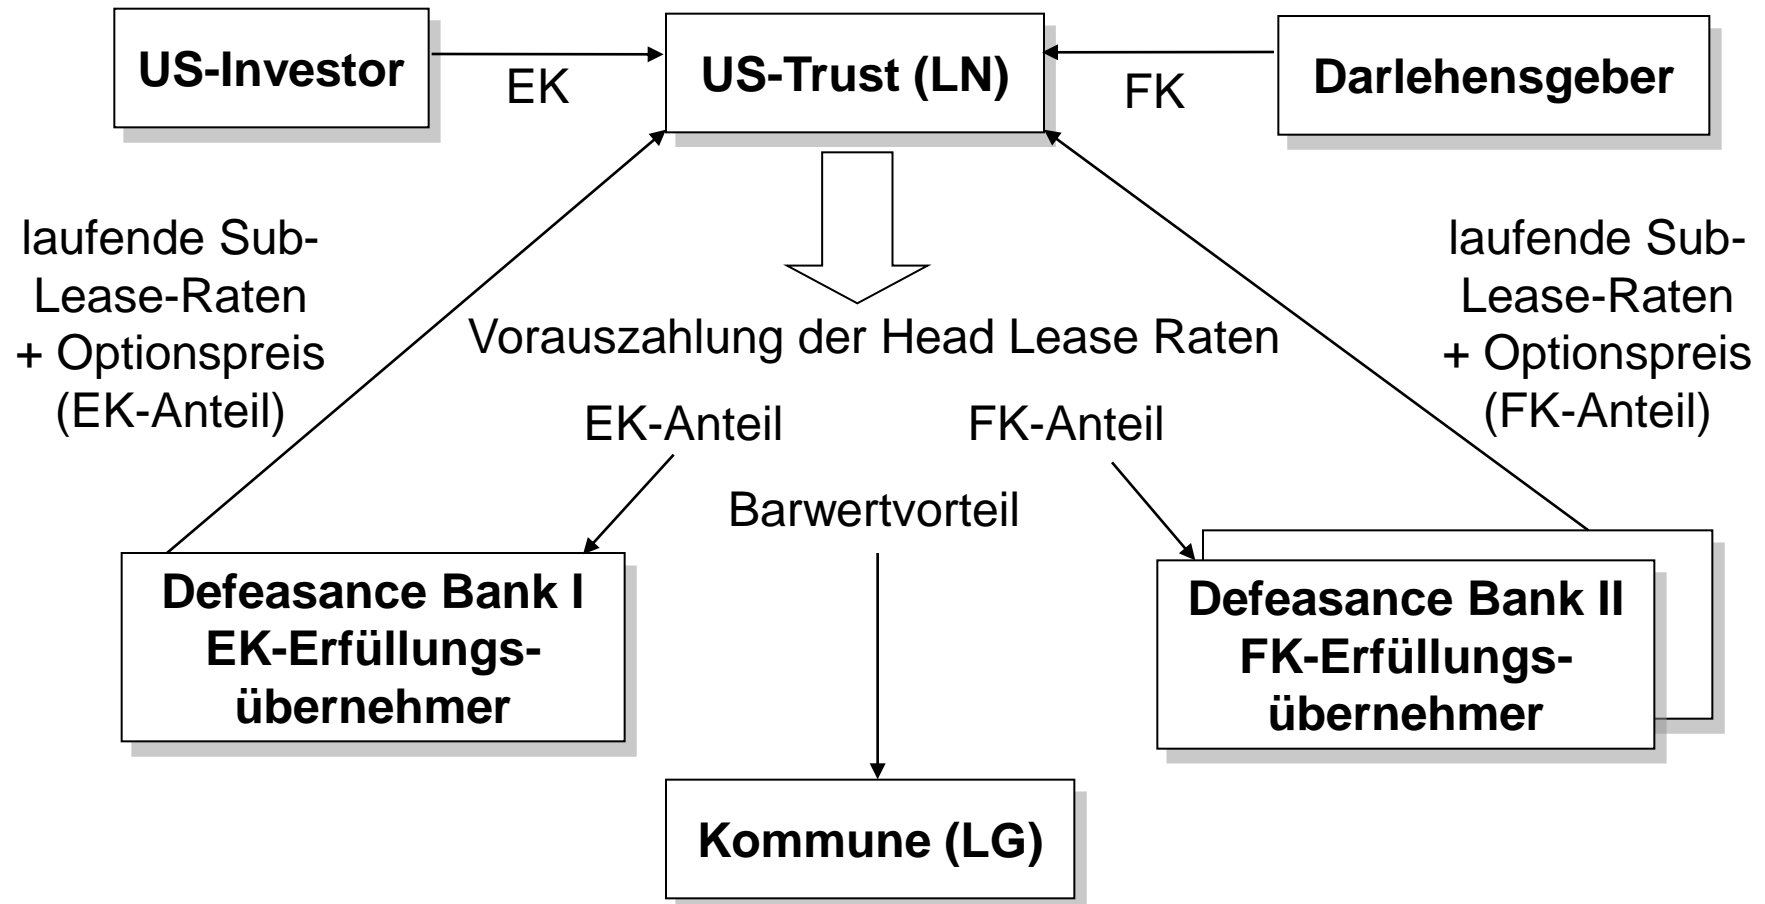 US-Investor
EK
US-Trust (LN)
FK
Darlehensgeber
laufende Sub-
Lease-Raten
+ Optionspreis
(EK-Anteil)
laufende Sub-
Lease-Raten
+ Optionspreis
(FK-Anteil)
Vorauszahlung der Head Lease Raten
EK-Anteil
FK-Anteil
Barwertvorteil
Defeasance Bank I
EK-Erfüllungs-
übernehmer
Defeasance Bank II
FK-Erfüllungs-
übernehmer
Kommune (LG)